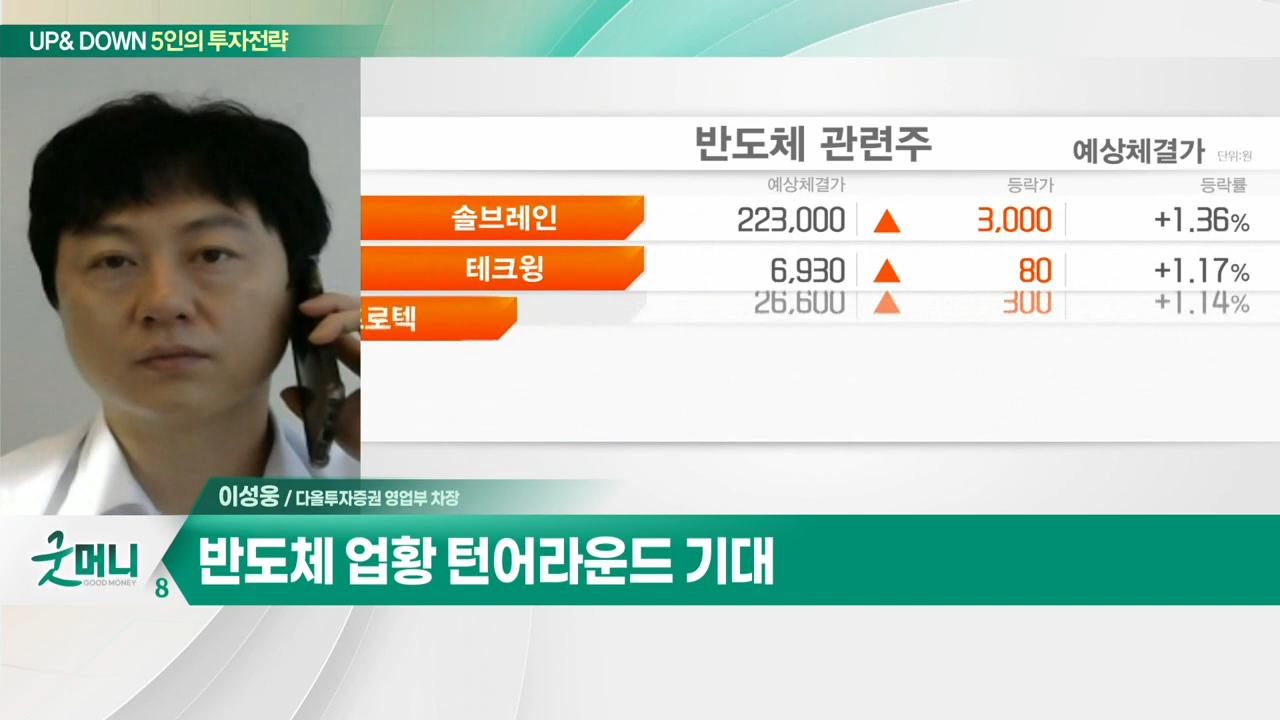 UP& DOWN 5인의 투자전략
반도체 관련주
예상체결가 단위:원
예상체결가 등락가 등락률
솔브레인 223,000 ▲ 3,000 +1.36%
테크윙 6,930 ▲ 80 +1.17%
로텍 26,600 ▲ 300 +1.14%
이성웅 / 다올투자증권 영업부 차장
굿머니
GOOD MONEY
8
반도체 업황 턴어라운드 기대